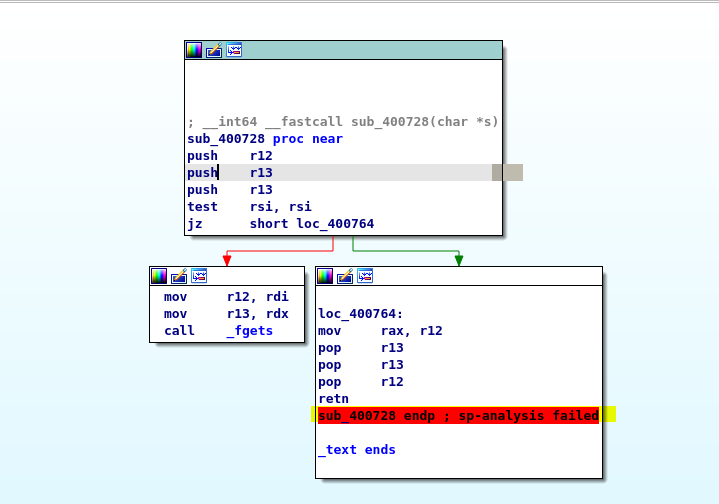 ; __int64 __fastcall sub_400728(char *s)
sub_400728 proc near
push r12
push r13
push r13
test rsi, rsi
jz short loc_400764
mov r12, rdi
mov r13, rdx
call _fgets
loc_400764:
mov rax, r12
pop r13
pop r13
pop r12
retn
sub_400728 endp ; sp-analysis failed
_text ends